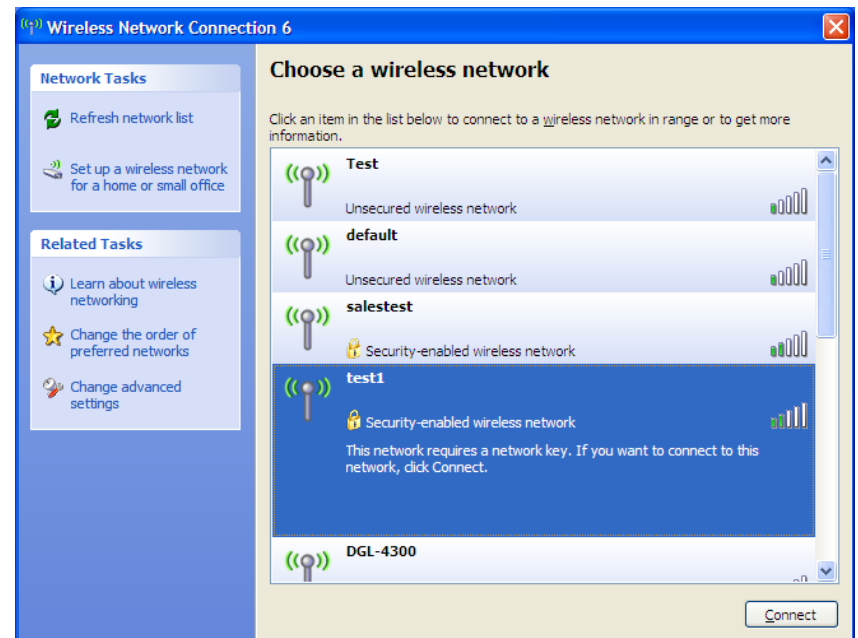 Wireless Network Connection 6
Network Tasks
Refresh network list
Set up a wireless network
for a home or small office
Related Tasks
Learn about wireless
networking
Change the order of
preferred networks
Change advanced
settings
Choose a wireless network
Click an item in the list below to connect to a wireless network in range or to get more
information.
Test
Unsecured wireless network
default
Unsecured wireless network
salestest
Security-enabled wireless network
test1
Security-enabled wireless network
This network requires a network key. If you want to connect to this
network, click Connect.
DGL-4300
Connect